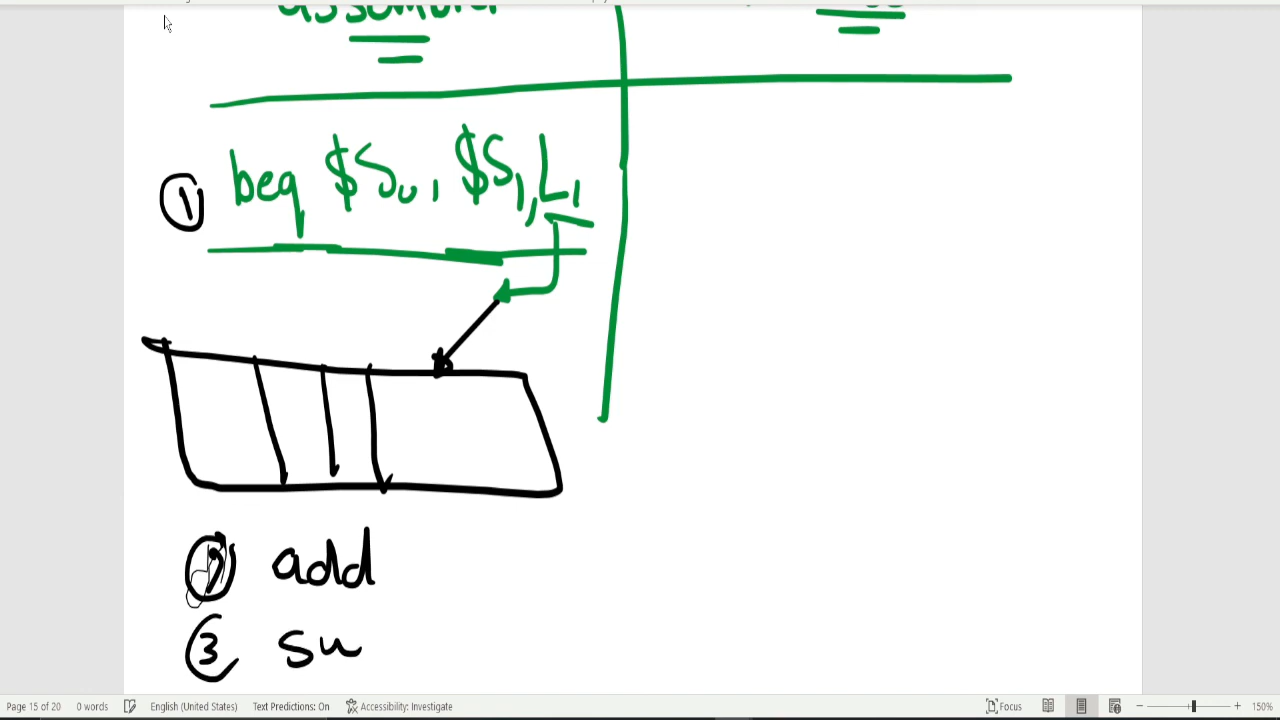 assembler
① beq $S0, $S1, L1
② add
③ su
Page 15 of 20 0 words English (United States) Text Predictions: On Accessibility: Investigate Focus 150%